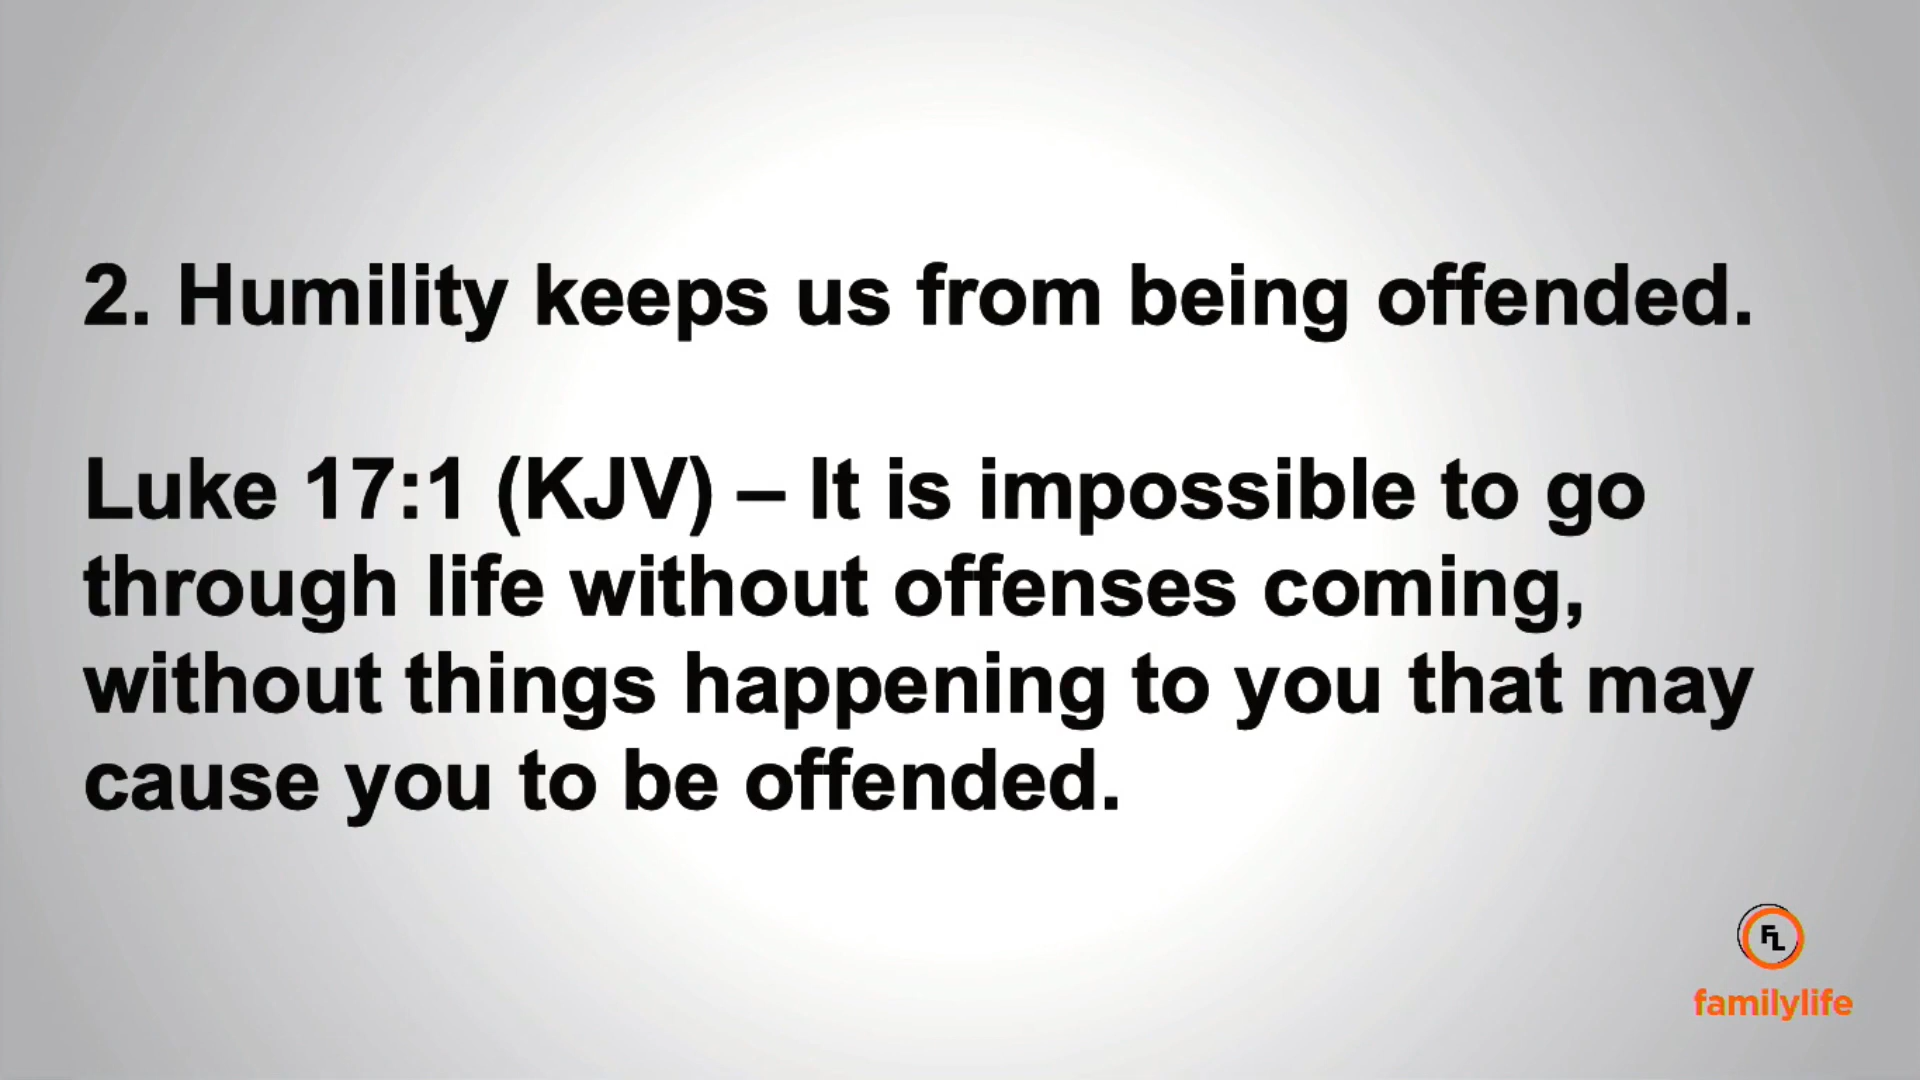 2. Humility keeps us from being offended.
Luke 17:1 (KJV) – It is impossible to go
through life without offenses coming,
without things happening to you that may
cause you to be offended.
FL
familylife